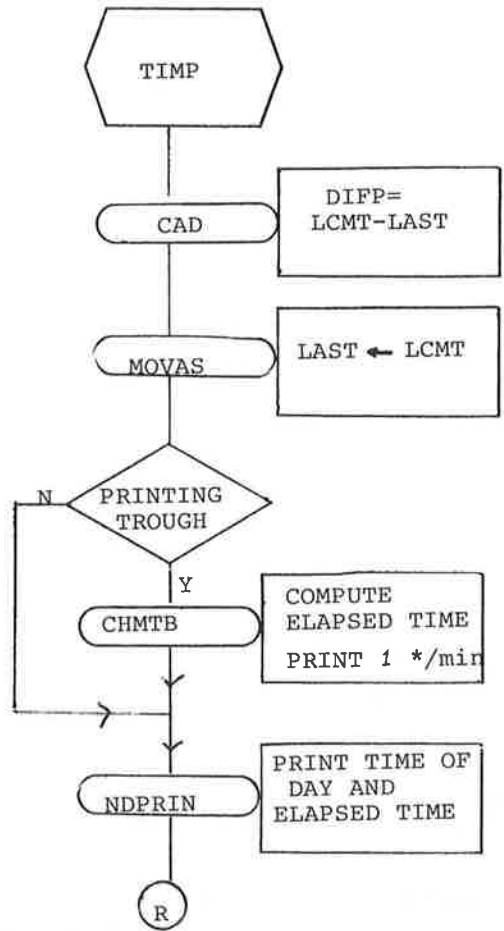 TIMP
CAD
DIFP=
LCMT-LAST
MOVAS
LAST ← LCMT
N
PRINTING
TROUGH
Y
CHMTB
COMPUTE
ELAPSED TIME
PRINT 1 */min
NDPRIN
PRINT TIME OF
DAY AND
ELAPSED TIME
R